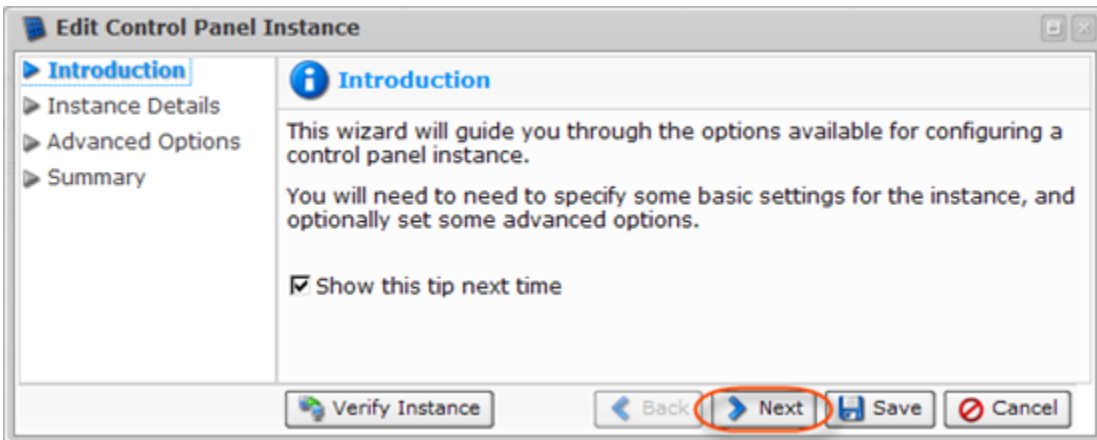 Edit Control Panel Instance
Introduction
Instance Details
Advanced Options
Summary
Introduction
This wizard will guide you through the options available for configuring a
control panel instance.
You will need to need to specify some basic settings for the instance, and
optionally set some advanced options.
Show this tip next time
Verify Instance
Back
Next
Save
Cancel